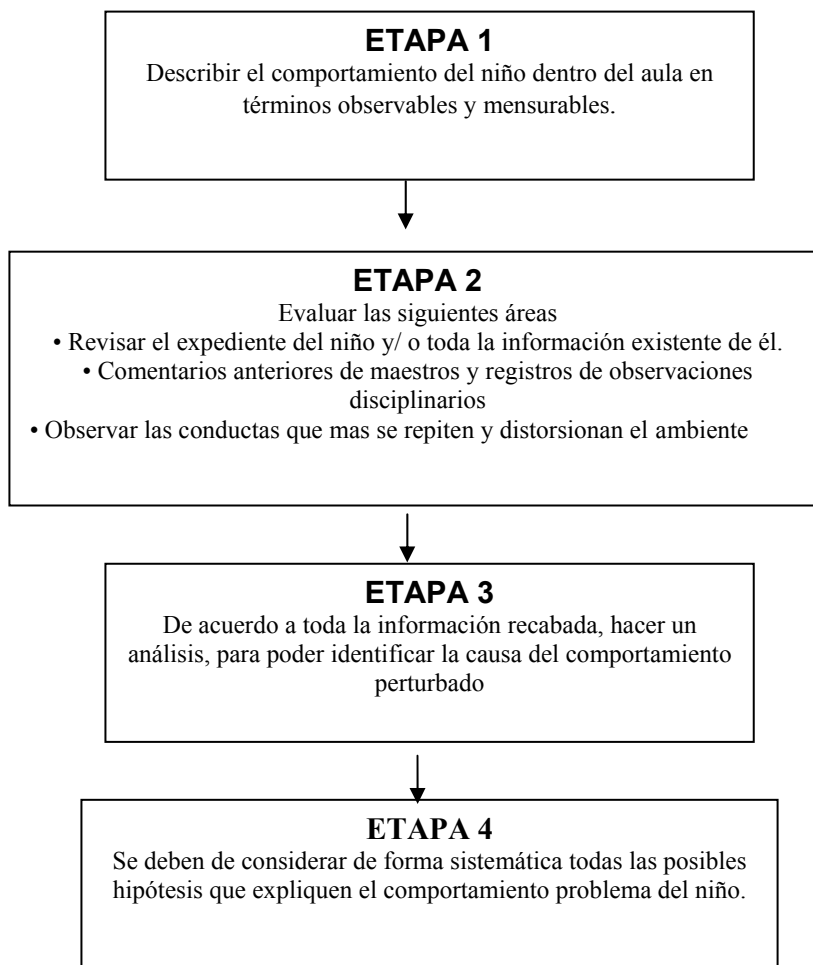 ETAPA 1
Describir el comportamiento del niño dentro del aula en
términos observables y mensurables.
ETAPA 2
Evaluar las siguientes áreas
• Revisar el expediente del niño y/ o toda la información existente de él.
• Comentarios anteriores de maestros y registros de observaciones
disciplinarios
• Observar las conductas que mas se repiten y distorsionan el ambiente
ETAPA 3
De acuerdo a toda la información recabada, hacer un
análisis, para poder identificar la causa del comportamiento
perturbado
ETAPA 4
Se deben de considerar de forma sistemática todas las posibles
hipótesis que expliquen el comportamiento problema del niño.